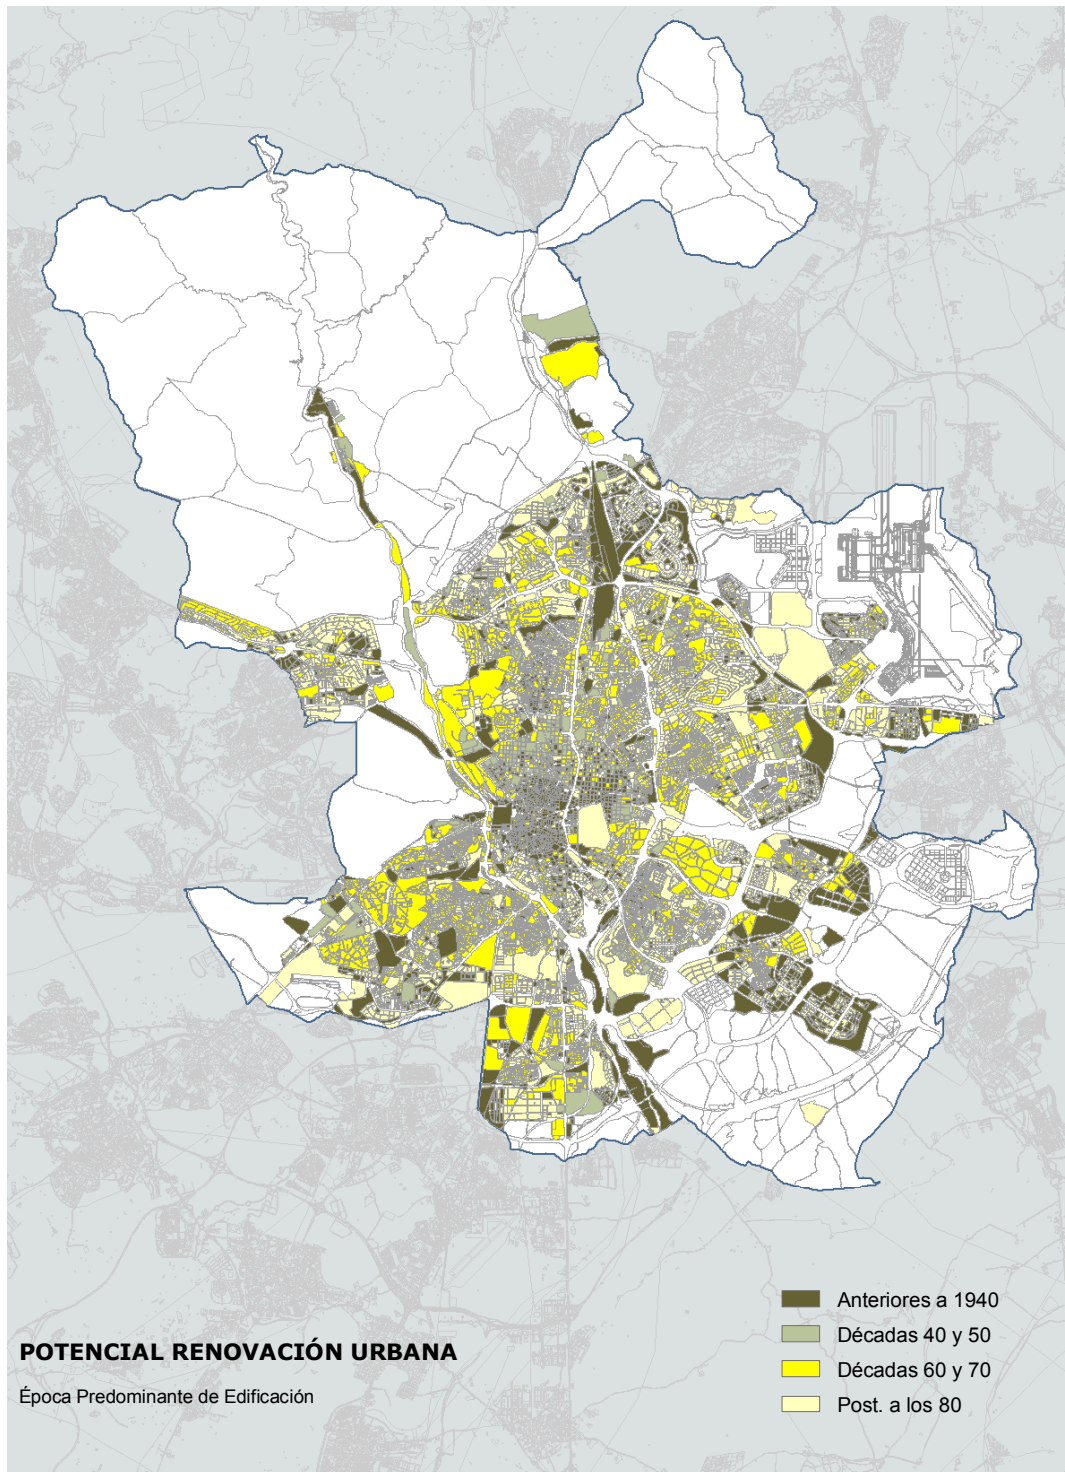 Anteriores a 1940
Décadas 40 y 50
Décadas 60 y 70
Post. a los 80
POTENCIAL RENOVACIÓN URBANA
Época Predominante de Edificación